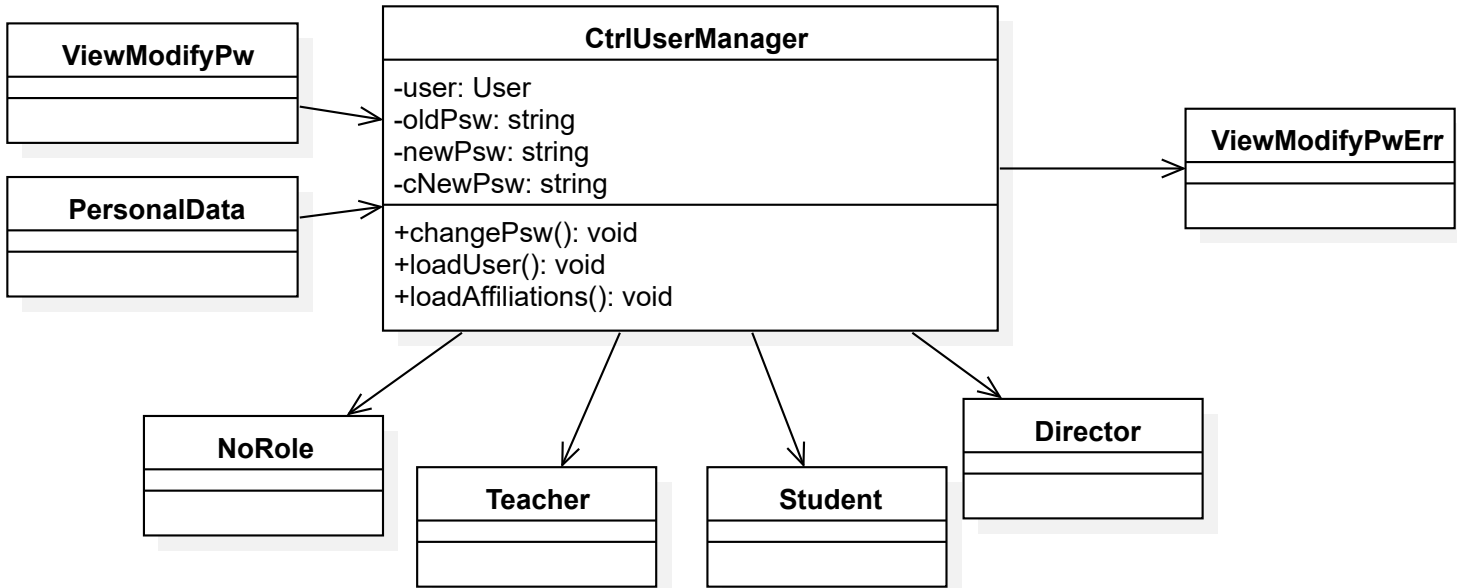 ViewModifyPw
PersonalData
CtrlUserManager
-user: User
-oldPsw: string
-newPsw: string
-cNewPsw: string
+changePsw(): void
+loadUser(): void
+loadAffiliations(): void
ViewModifyPwErr
NoRole
Teacher
Student
Director